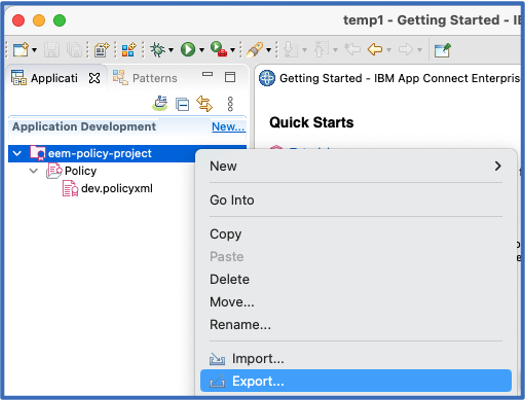 temp1 - Getting Started - IB
Applicati
Patterns
Getting Started - IBM App Connect Enterprise
Application Development
New...
Quick Starts
eem-policy-project
Policy
dev.policyxml
New
Go Into
Copy
Paste
Delete
Move...
Rename...
Import...
Export...